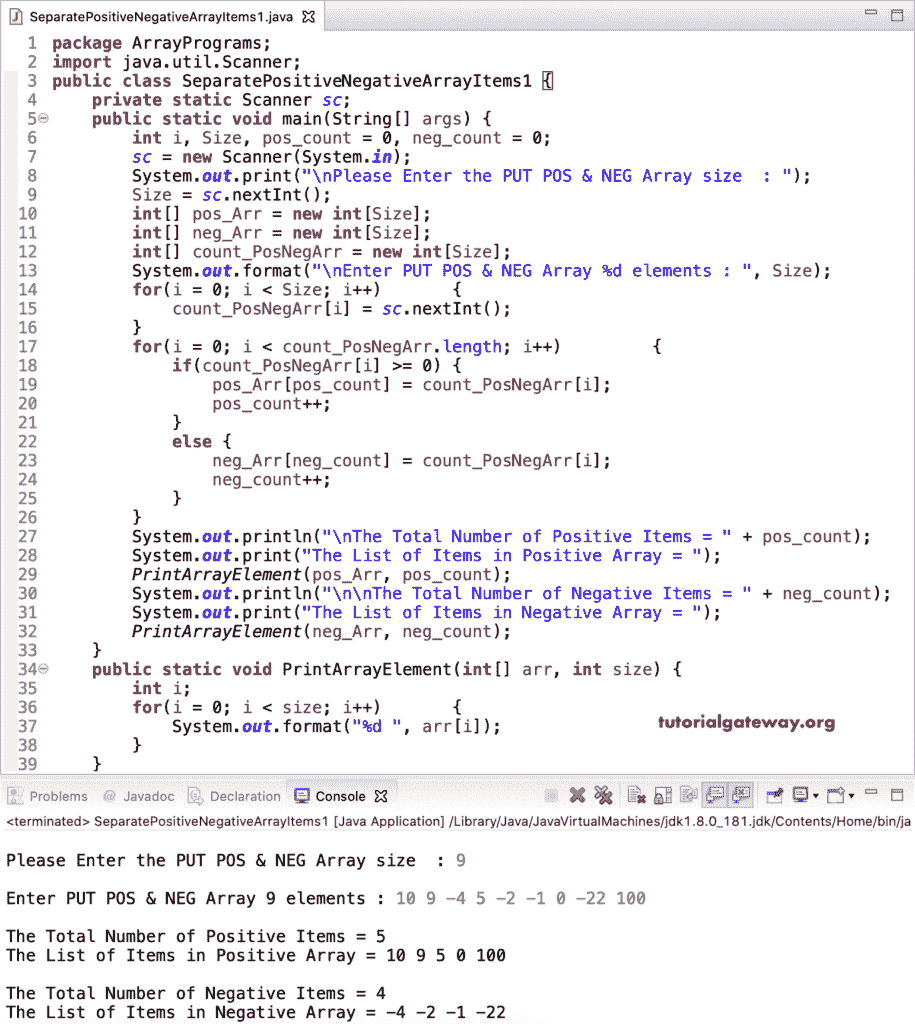 SeparatePositiveNegativeArrayItems1.java
1 package ArrayPrograms;
2 import java.util.Scanner;
3 public class SeparatePositiveNegativeArrayItems1 {
4     private static Scanner sc;
5     public static void main(String[] args) {
6         int i, Size, pos_count = 0, neg_count = 0;
7         sc = new Scanner(System.in);
8         System.out.print("\nPlease Enter the PUT POS & NEG Array size  : ");
9         Size = sc.nextInt();
10         int[] pos_Arr = new int[Size];
11         int[] neg_Arr = new int[Size];
12         int[] count_PosNegArr = new int[Size];
13         System.out.format("\nEnter PUT POS & NEG Array %d elements : ", Size);
14         for(i = 0; i < Size; i++)       {
15             count_PosNegArr[i] = sc.nextInt();
16         }
17         for(i = 0; i < count_PosNegArr.length; i++)         {
18             if(count_PosNegArr[i] >= 0) {
19                 pos_Arr[pos_count] = count_PosNegArr[i];
20                 pos_count++;
21             }
22             else {
23                 neg_Arr[neg_count] = count_PosNegArr[i];
24                 neg_count++;
25             }
26         }
27         System.out.println("\nThe Total Number of Positive Items = " + pos_count);
28         System.out.print("The List of Items in Positive Array = ");
29         PrintArrayElement(pos_Arr, pos_count);
30         System.out.println("\n\nThe Total Number of Negative Items = " + neg_count);
31         System.out.print("The List of Items in Negative Array = ");
32         PrintArrayElement(neg_Arr, neg_count);
33     }
34     public static void PrintArrayElement(int[] arr, int size) {
35         int i;
36         for(i = 0; i < size; i++)       {
37             System.out.format("%d ", arr[i]);
tutorialgateway.org
38         }
39     }
Problems @ Javadoc Declaration Console
<terminated> SeparatePositiveNegativeArrayItems1 [Java Application] /Library/Java/JavaVirtualMachines/jdk1.8.0_181.jdk/Contents/Home/bin/ja
Please Enter the PUT POS & NEG Array size  : 9
Enter PUT POS & NEG Array 9 elements : 10 9 -4 5 -2 -1 0 -22 100
The Total Number of Positive Items = 5
The List of Items in Positive Array = 10 9 5 0 100
The Total Number of Negative Items = 4
The List of Items in Negative Array = -4 -2 -1 -22